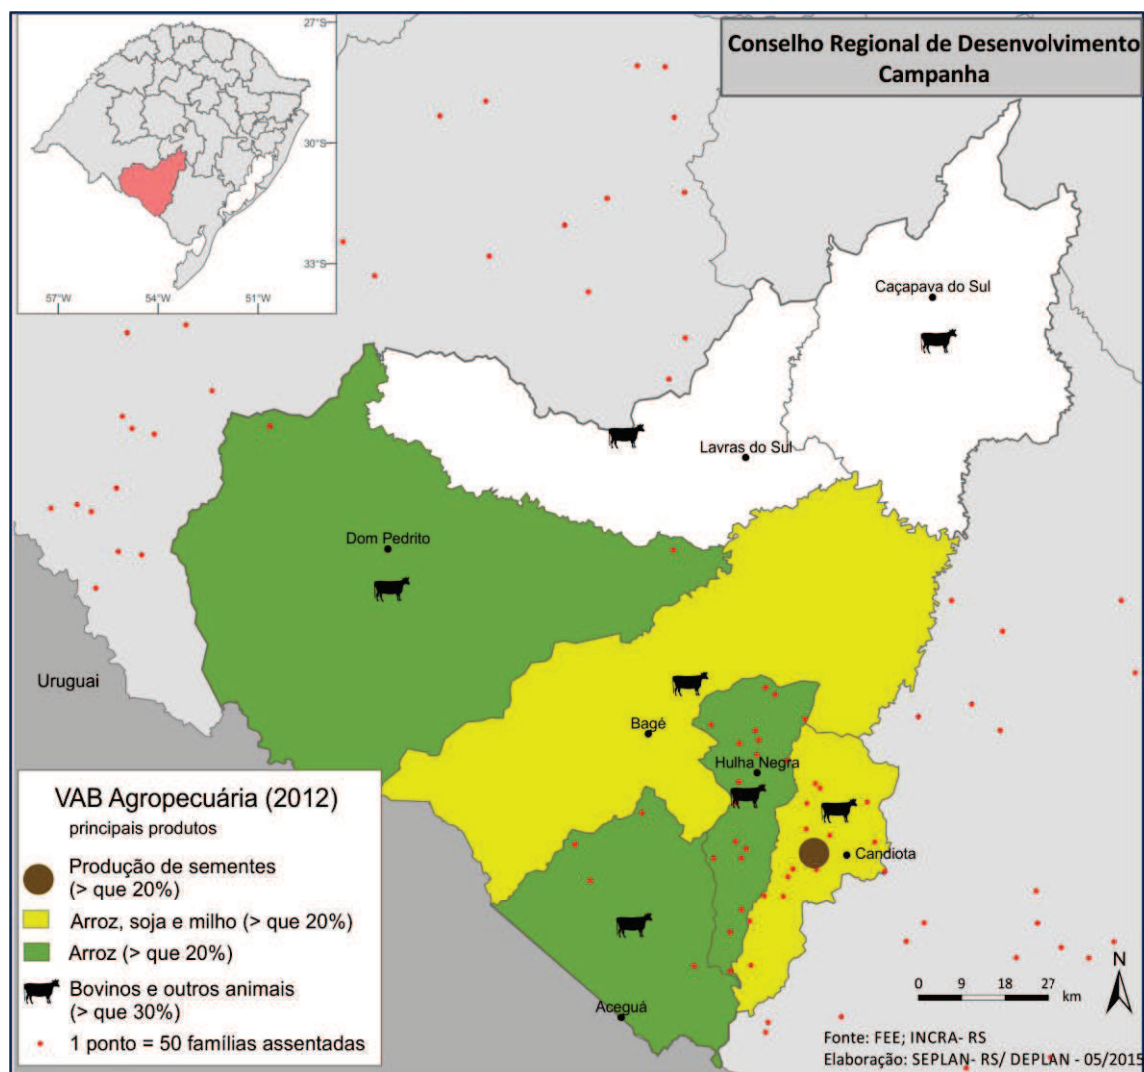 Conselho Regional de Desenvolvimento
Campanha
27°S
30°S
33°S
57°W
54°W
51°W
Caçapava do Sul
Lavras do Sul
Dom Pedrito
Uruguai
Bagé
Hulha Negra
Candiota
Aceguá
VAB Agropecuária (2012)
principais produtos
Produção de sementes
(> que 20%)
Arroz, soja e milho (> que 20%)
Arroz (> que 20%)
Bovinos e outros animais
(> que 30%)
1 ponto = 50 famílias assentadas
N
0 9 18 27
km
Fonte: FEE; INCRA- RS
Elaboração: SEPLAN- RS/ DEPLAN - 05/2015